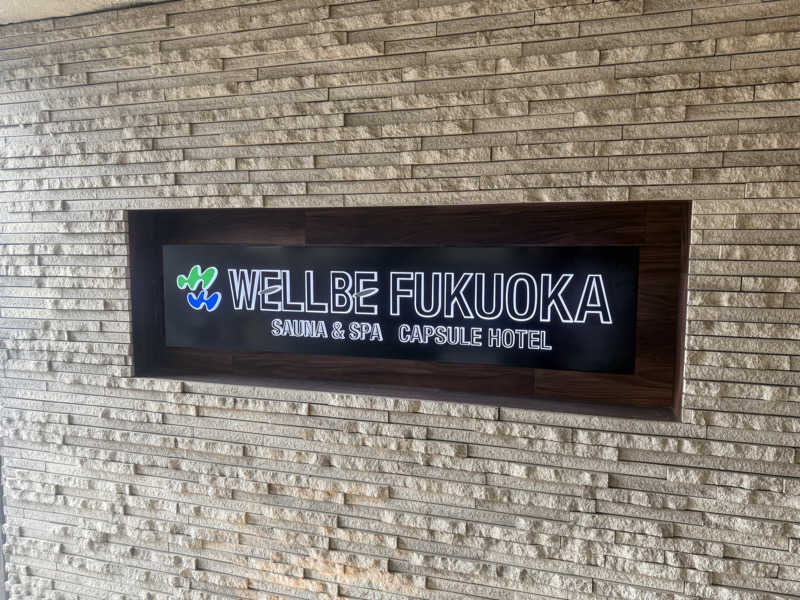 WELLBE FUKUOKA
SAUNA & SPA CAPSULE HOTEL